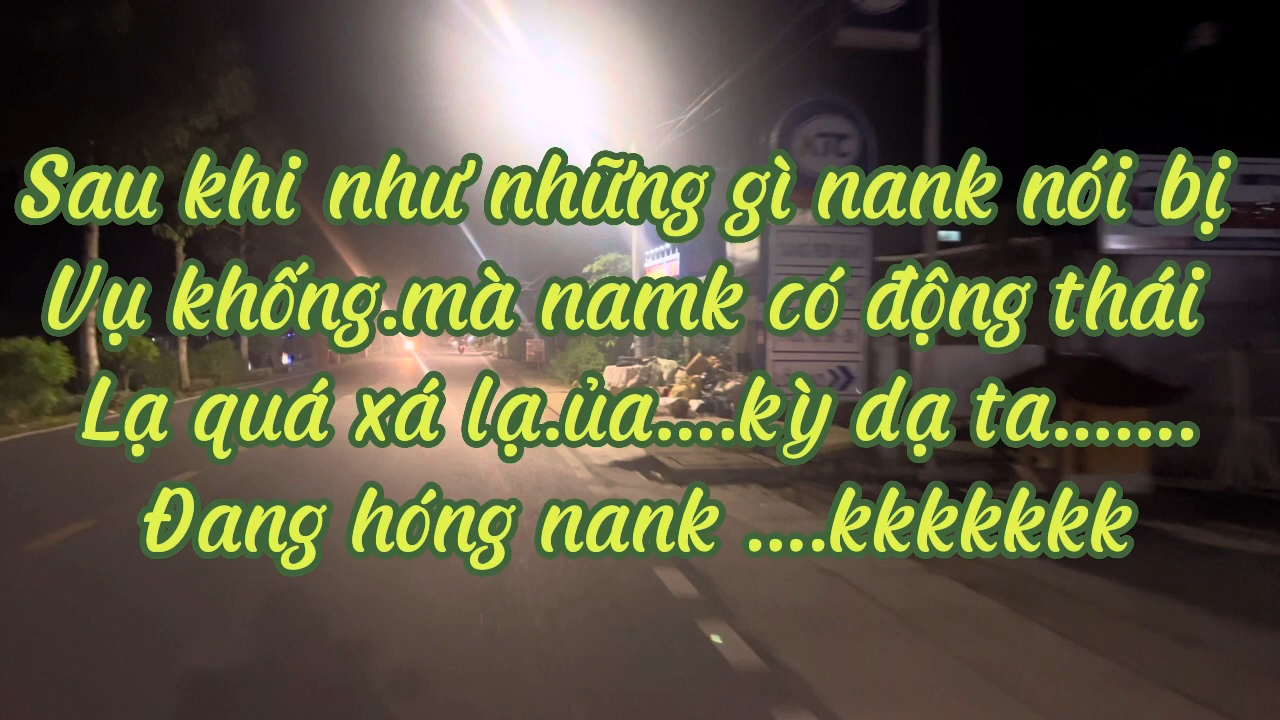 Sau khi như những gì nank nói bị
Vụ khống.mà namk có động thái
Lạ quá xá lạ.ủa....kỳ dạ ta.......
Đang hóng nank ....kkkkkkk
KTC